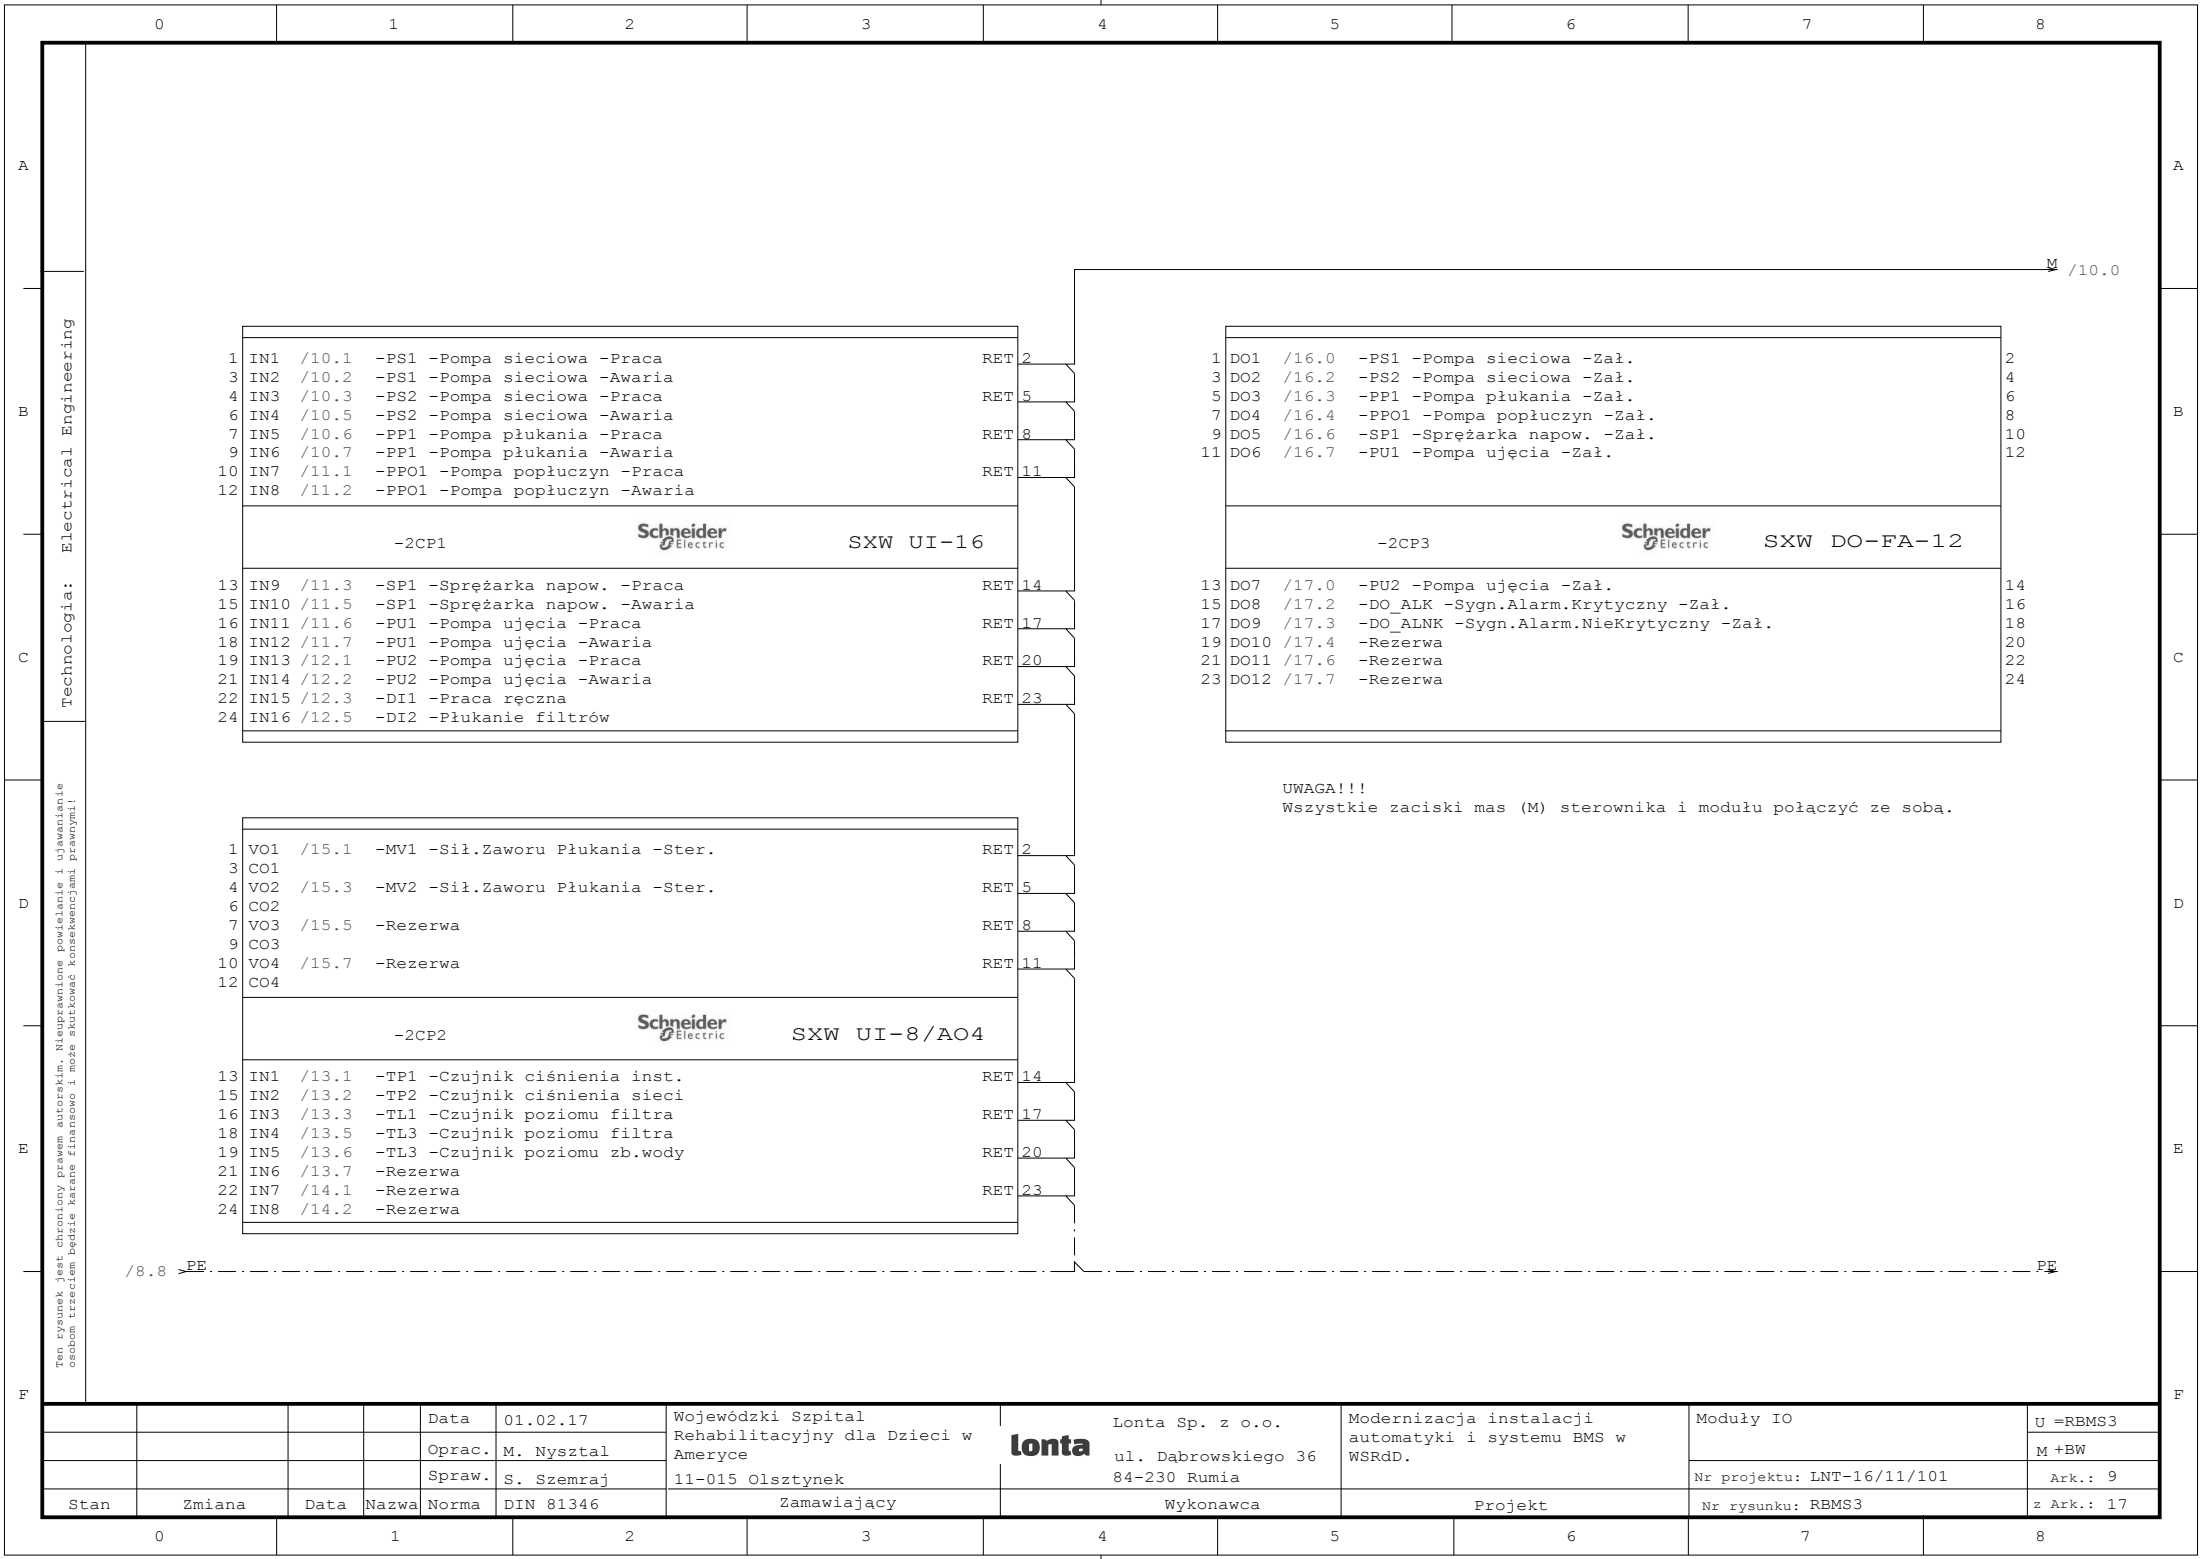 0 1 2 3 4 5 6 7 8
A A
B B
C C
D D
E E
F F
Technologia: Electrical Engineering
Ten rysunek jest chroniony prawem autorskim. Nieuprawnione powielanie i ujawanianie
osobom trzeciem będzie karane finansowo i może skutkować konsekwencjami prawnymi!
M /10.0
1 IN1 /10.1 -PS1 -Pompa sieciowa -Praca RET 2
3 IN2 /10.2 -PS1 -Pompa sieciowa -Awaria
4 IN3 /10.3 -PS2 -Pompa sieciowa -Praca RET 5
6 IN4 /10.5 -PS2 -Pompa sieciowa -Awaria
7 IN5 /10.6 -PP1 -Pompa płukania -Praca RET 8
9 IN6 /10.7 -PP1 -Pompa płukania -Awaria
10 IN7 /11.1 -PPO1 -Pompa popłuczyn -Praca RET 11
12 IN8 /11.2 -PPO1 -Pompa popłuczyn -Awaria
-2CP1 Schneider Electric SXW UI-16
13 IN9 /11.3 -SP1 -Sprężarka napow. -Praca RET 14
15 IN10 /11.5 -SP1 -Sprężarka napow. -Awaria
16 IN11 /11.6 -PU1 -Pompa ujęcia -Praca RET 17
18 IN12 /11.7 -PU1 -Pompa ujęcia -Awaria
19 IN13 /12.1 -PU2 -Pompa ujęcia -Praca RET 20
21 IN14 /12.2 -PU2 -Pompa ujęcia -Awaria
22 IN15 /12.3 -DI1 -Praca ręczna RET 23
24 IN16 /12.5 -DI2 -Płukanie filtrów
1 DO1 /16.0 -PS1 -Pompa sieciowa -Zał. 2
3 DO2 /16.2 -PS2 -Pompa sieciowa -Zał. 4
5 DO3 /16.3 -PP1 -Pompa płukania -Zał. 6
7 DO4 /16.4 -PPO1 -Pompa popłuczyn -Zał. 8
9 DO5 /16.6 -SP1 -Sprężarka napow. -Zał. 10
11 DO6 /16.7 -PU1 -Pompa ujęcia -Zał. 12
-2CP3 Schneider Electric SXW DO-FA-12
13 DO7 /17.0 -PU2 -Pompa ujęcia -Zał. 14
15 DO8 /17.2 -DO_ALK -Sygn.Alarm.Krytyczny -Zał. 16
17 DO9 /17.3 -DO_ALNK -Sygn.Alarm.NieKrytyczny -Zał. 18
19 DO10 /17.4 -Rezerwa 20
21 DO11 /17.6 -Rezerwa 22
23 DO12 /17.7 -Rezerwa 24
UWAGA!!!
Wszystkie zaciski mas (M) sterownika i modułu połączyć ze sobą.
1 VO1 /15.1 -MV1 -Sił.Zaworu Płukania -Ster. RET 2
3 CO1
4 VO2 /15.3 -MV2 -Sił.Zaworu Płukania -Ster. RET 5
6 CO2
7 VO3 /15.5 -Rezerwa RET 8
9 CO3
10 VO4 /15.7 -Rezerwa RET 11
12 CO4
-2CP2 Schneider Electric SXW UI-8/AO4
13 IN1 /13.1 -TP1 -Czujnik ciśnienia inst. RET 14
15 IN2 /13.2 -TP2 -Czujnik ciśnienia sieci
16 IN3 /13.3 -TL1 -Czujnik poziomu filtra RET 17
18 IN4 /13.5 -TL3 -Czujnik poziomu filtra
19 IN5 /13.6 -TL3 -Czujnik poziomu zb.wody RET 20
21 IN6 /13.7 -Rezerwa
22 IN7 /14.1 -Rezerwa RET 23
24 IN8 /14.2 -Rezerwa
/8.8 PE PE
Data 01.02.17
Oprac. M. Nysztal
Spraw. S. Szemraj
Stan Zmiana Data Nazwa Norma DIN 81346
Wojewódzki Szpital
Rehabilitacyjny dla Dzieci w
Ameryce
11-015 Olsztynek
Zamawiający
lonta
Lonta Sp. z o.o.
ul. Dąbrowskiego 36
84-230 Rumia
Wykonawca
Modernizacja instalacji
automatyki i systemu BMS w
WSRdD.
Projekt
Moduły IO
Nr projektu: LNT-16/11/101
Nr rysunku: RBMS3
U =RBMS3
M +BW
Ark.: 9
z Ark.: 17
0 1 2 3 4 5 6 7 8